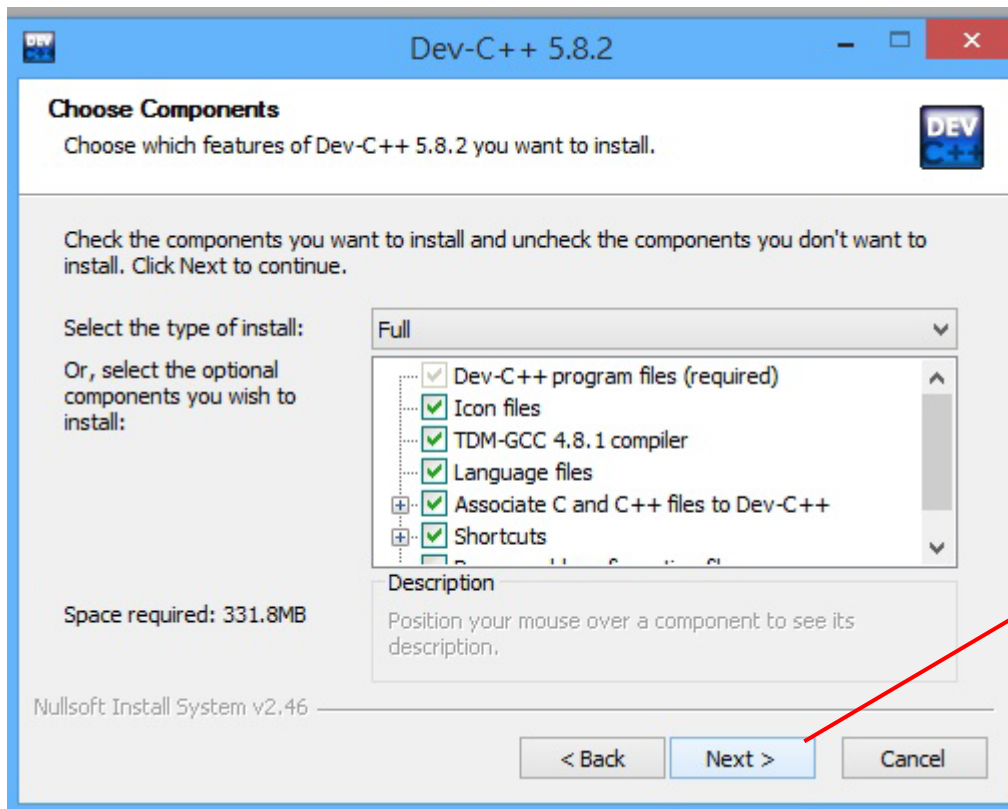 Dev-C++ 5.8.2
Choose Components
Choose which features of Dev-C++ 5.8.2 you want to install.
DEV
C++
Check the components you want to install and uncheck the components you don't want to
install. Click Next to continue.
Select the type of install:
Full
Or, select the optional
components you wish to
install:
Dev-C++ program files (required)
Icon files
TDM-GCC 4.8.1 compiler
Language files
Associate C and C++ files to Dev-C++
Shortcuts
Space required: 331.8MB
Description
Position your mouse over a component to see its
description.
Nullsoft Install System v2.46
< Back
Next >
Cancel